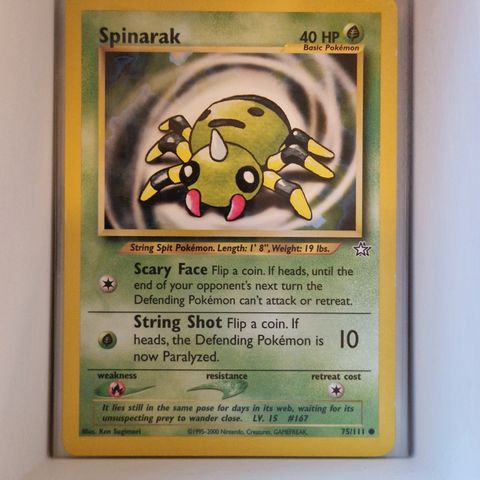 Spinarak
40 HP
Basic Pokémon
String Spit Pokémon. Length: 1' 8", Weight: 19 lbs.
Scary Face Flip a coin. If heads, until the
end of your opponent's next turn the
Defending Pokémon can't attack or retreat.
String Shot Flip a coin. If
heads, the Defending Pokémon is
now Paralyzed.
10
weakness resistance retreat cost
It lies still in the same pose for days in its web, waiting for its
unsuspecting prey to wander close. LV. 15 #167
Illus. Ken Sugimori ©1995-2000 Nintendo, Creatures, GAMEFREAK. 75/111